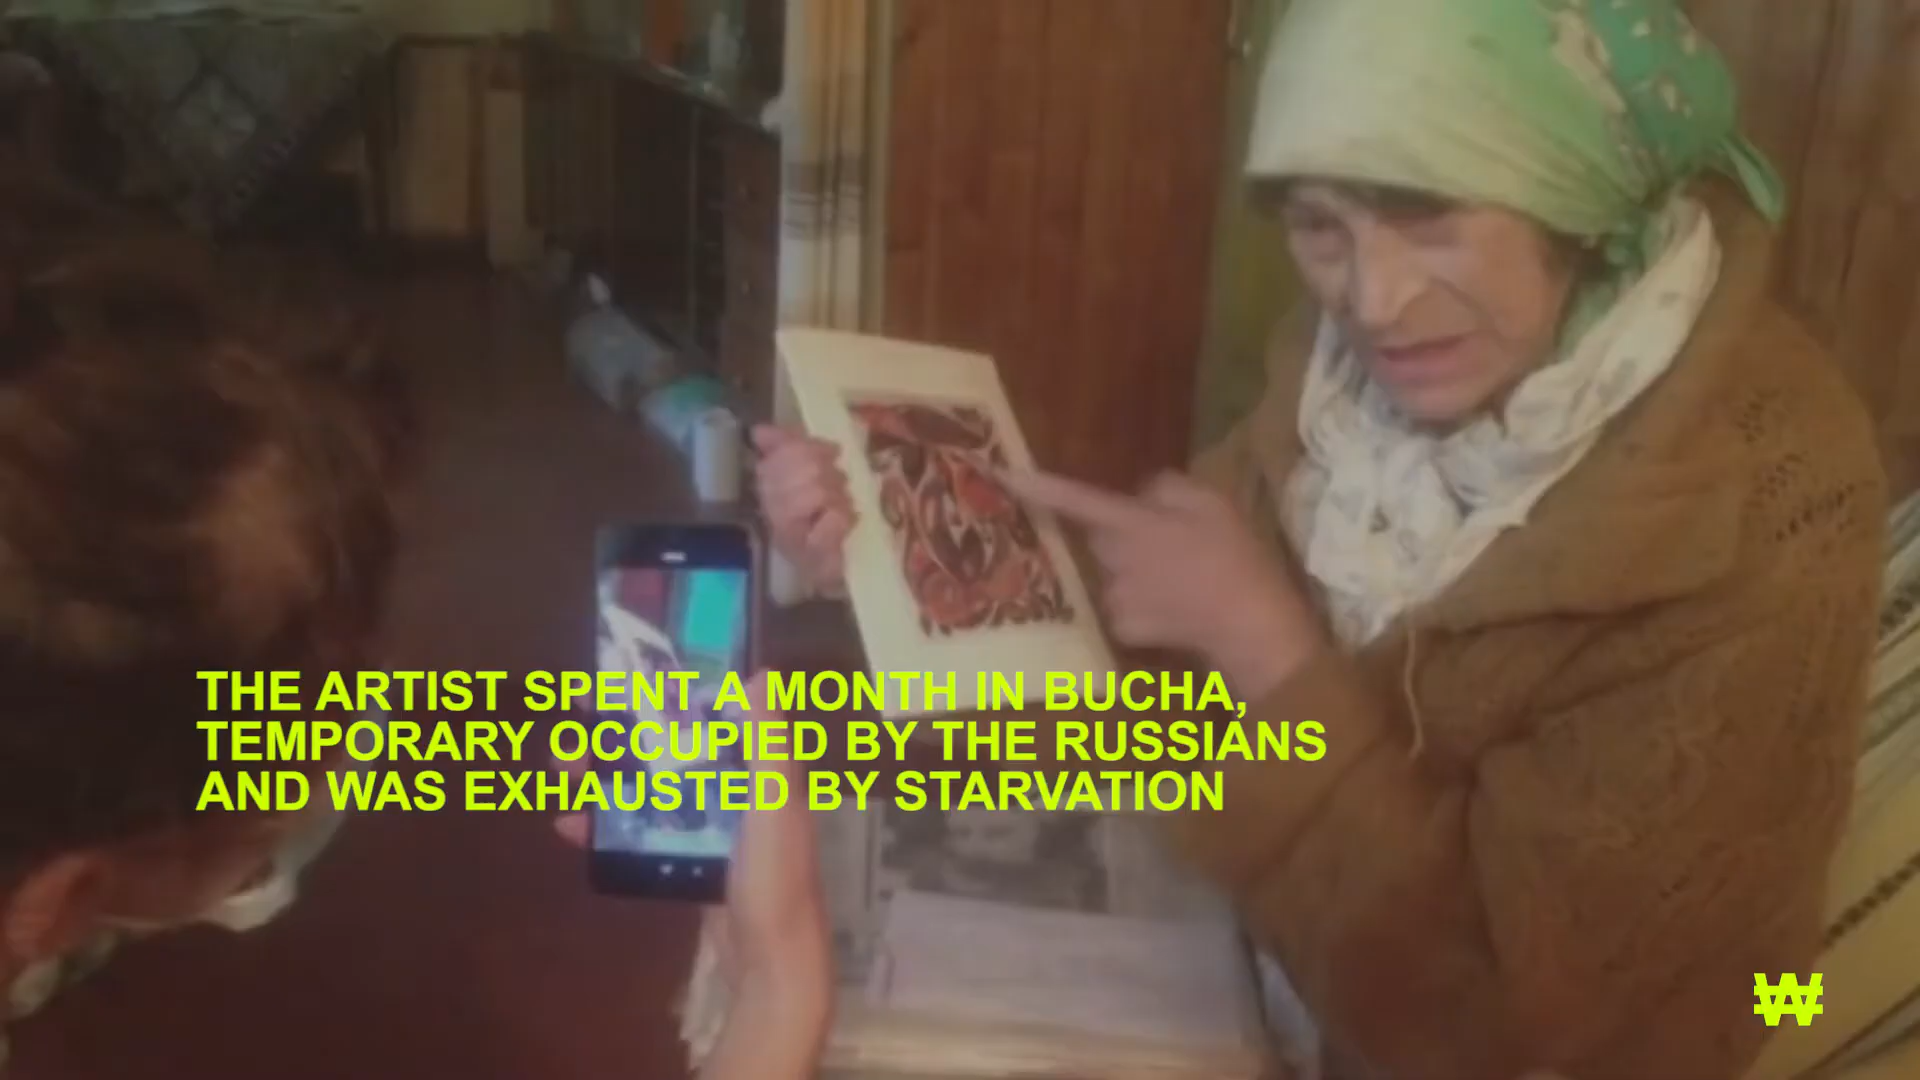 THE ARTIST SPENT A MONTH IN BUCHA,
TEMPORARY OCCUPIED BY THE RUSSIANS
AND WAS EXHAUSTED BY STARVATION